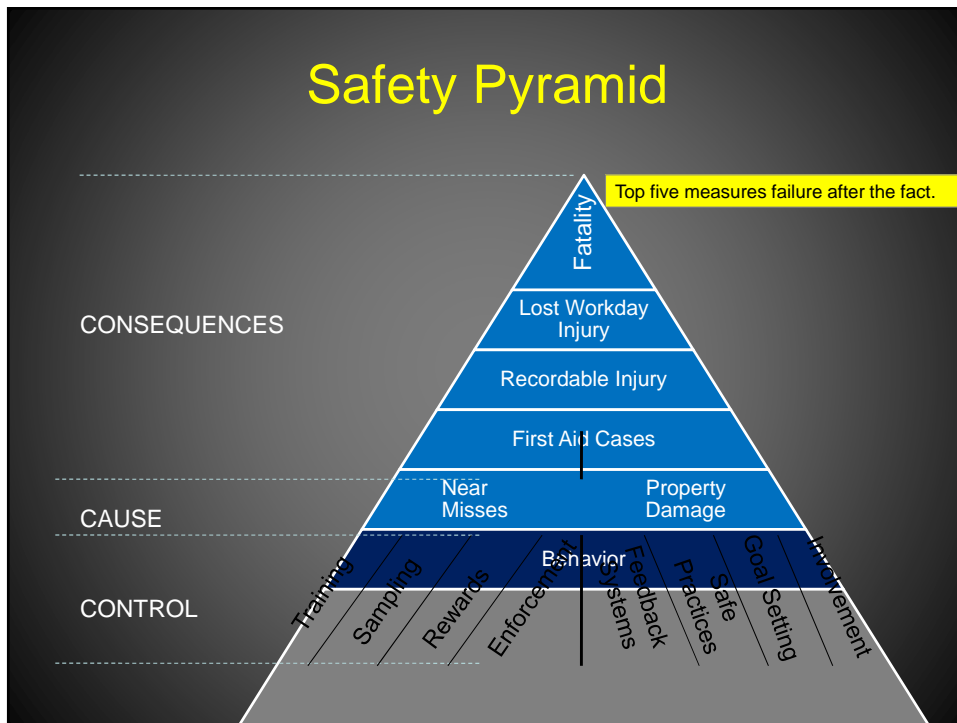 Safety Pyramid
Top five measures failure after the fact.
Fatality
CONSEQUENCES
Lost Workday
Injury
Recordable Injury
First Aid Cases
Near
Misses
Property
Damage
CAUSE
Behavior
CONTROL
Training
Sampling
Rewards
Enforcement
Feedback
Systems
Safe
Practices
Goal Setting
Involvement